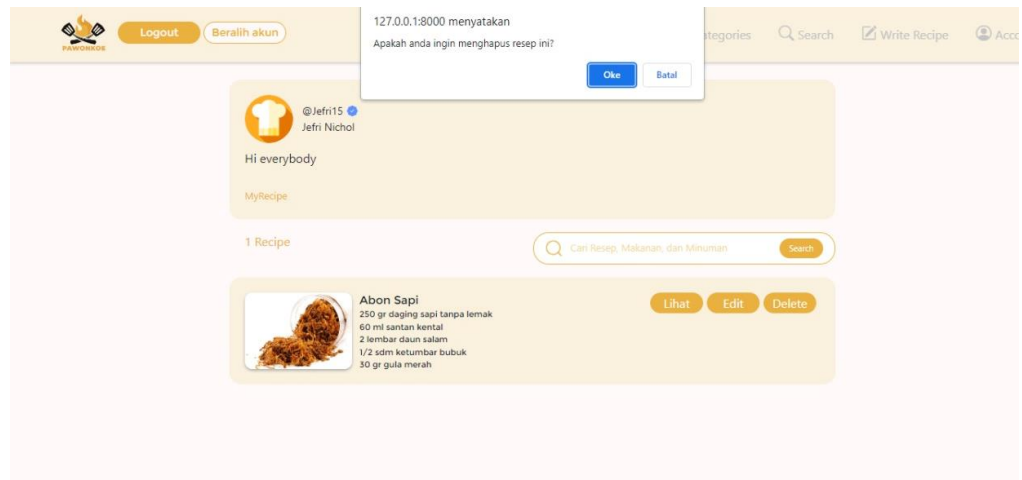 PAWONKOS
Logout
Beralih akun
127.0.0.1:8000 menyatakan
Apakah anda ingin menghapus resep ini?
Oke
Batal
Search
Write Recipe
@Jefri15
Jefri Nichol
Hi everybody
MyRecipe
1 Recipe
Cari Resep, Makanan, dan Minuman
Search
Abon Sapi
250 gr daging sapi tanpa lemak
60 ml santan kental
2 lembar daun salam
1/2 sdm ketumbar bubuk
30 gr gula merah
Lihat
Edit
Delete